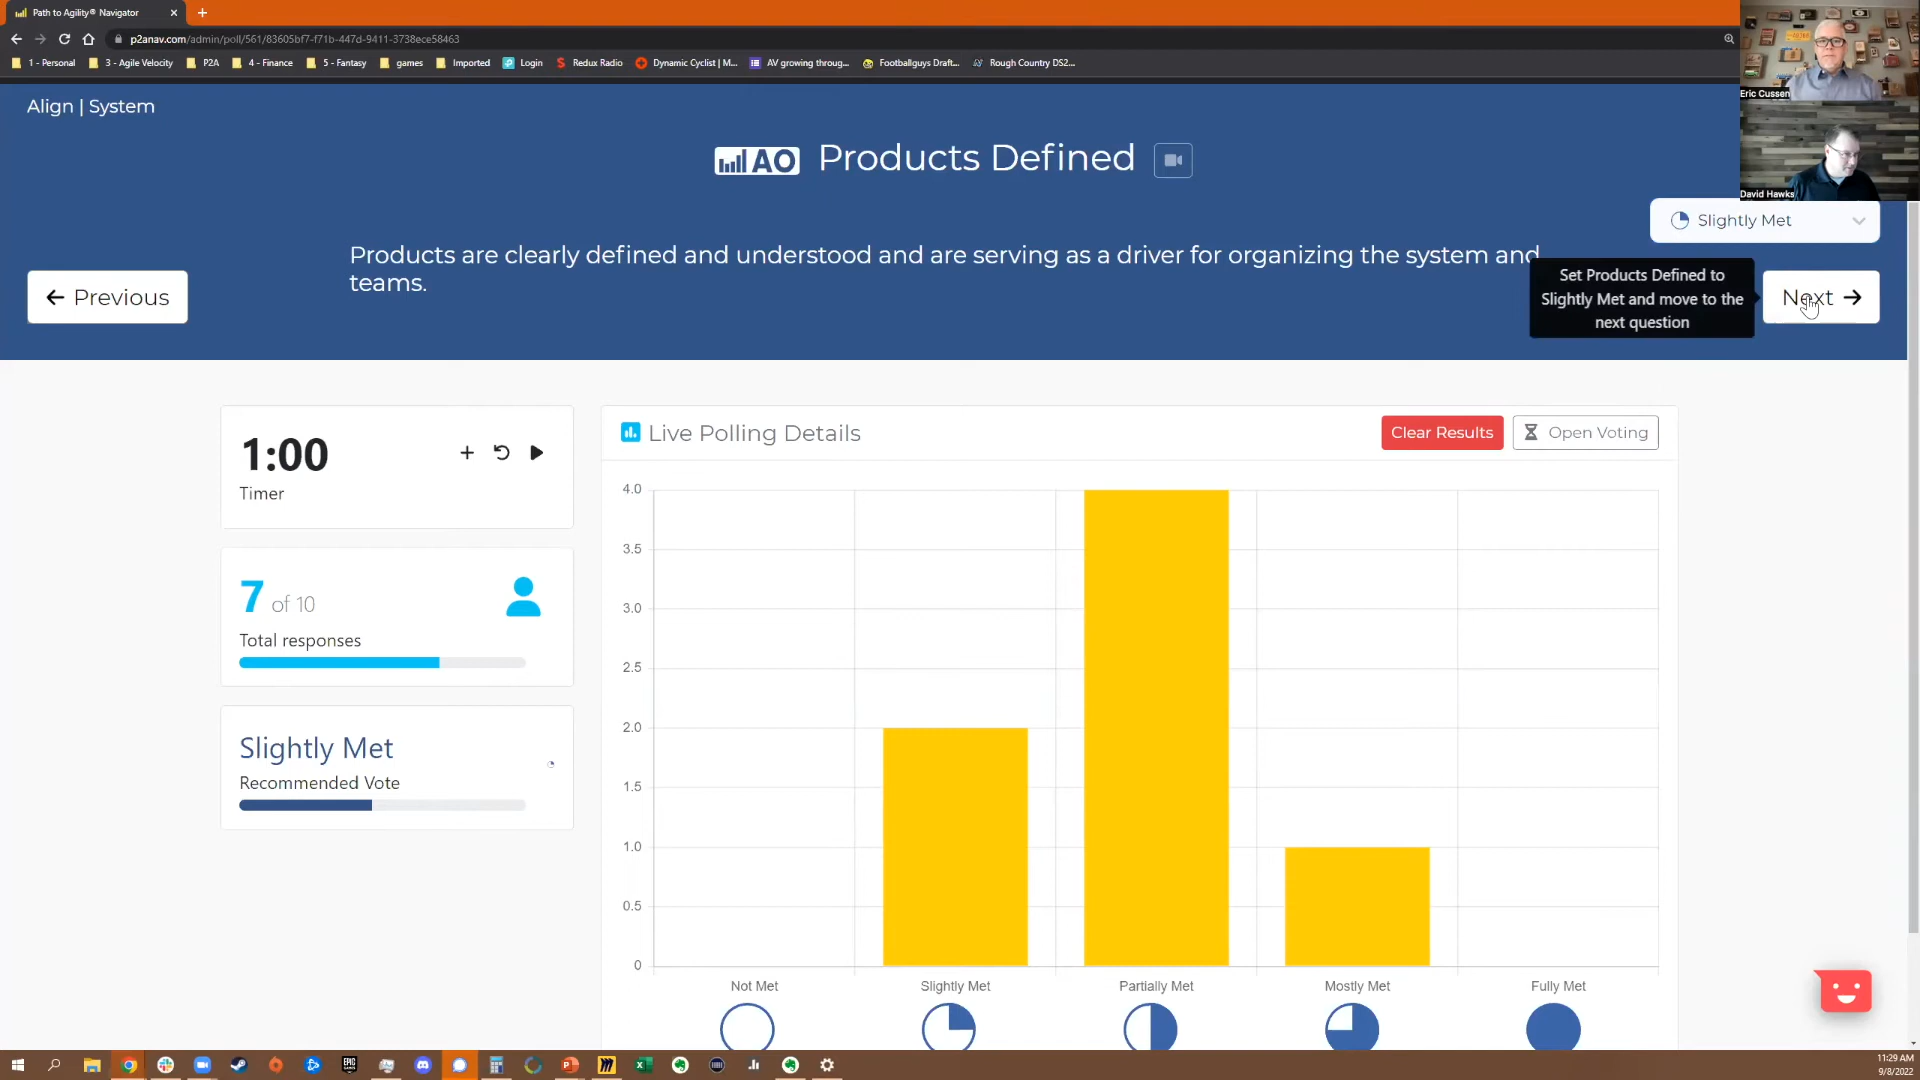 Path to Agility® Navigator
p2anav.com/admin/poll/561/83605bf7-f71b-447d-9411-3738ece58463
1 - Personal
3 - Agile Velocity
P2A
4 - Finance
5 - Fantasy
games
Imported
Login
Redux Radio
Dynamic Cyclist | M...
AV growing throug...
Footballguys Draft...
Rough Country DS2...
Eric Cussen
David Hawks
Align | System
AO Products Defined
Slightly Met
Products are clearly defined and understood and are serving as a driver for organizing the system and
teams.
Previous
Set Products Defined to
Slightly Met and move to the
next question
Next
1:00
Timer
7 of 10
Total responses
Slightly Met
Recommended Vote
Live Polling Details
Clear Results
Open Voting
4.0
3.5
3.0
2.5
2.0
1.5
1.0
0.5
0
Not Met
Slightly Met
Partially Met
Mostly Met
Fully Met
11:29 AM
9/8/2022